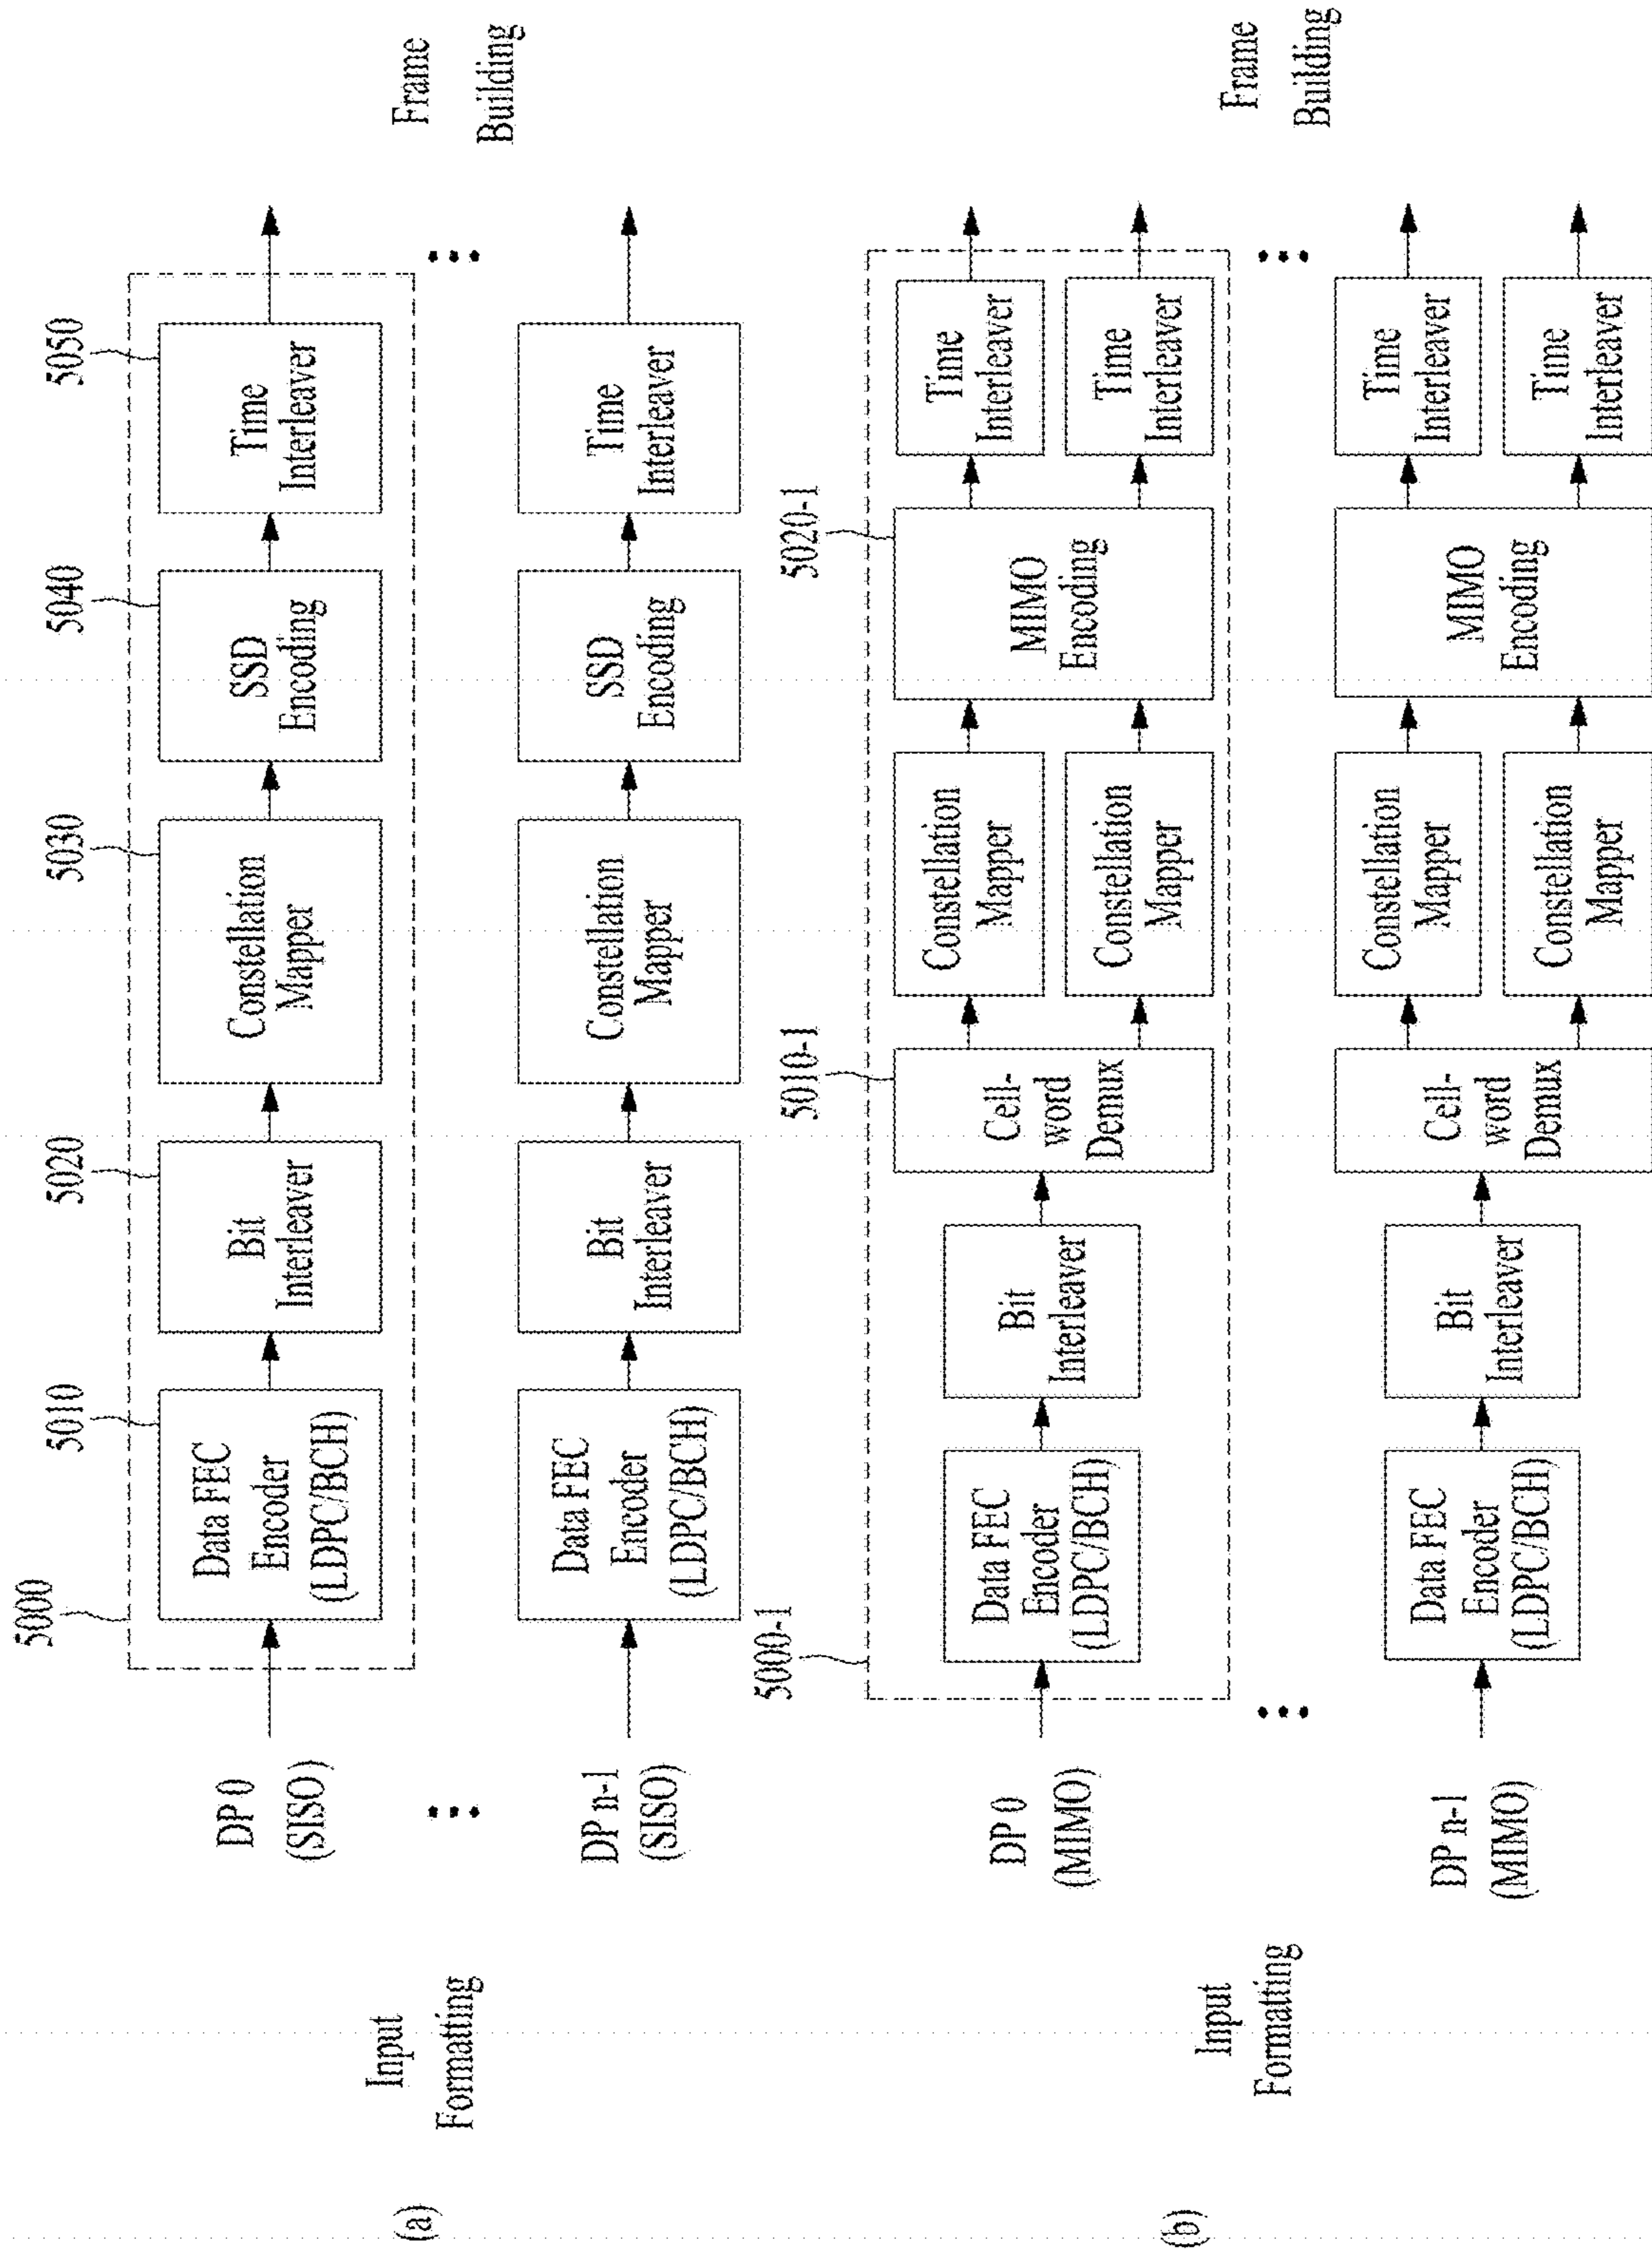 (a)
Input
Formatting
Frame
Building
5000
5010
5020
5030
5040
5050
DP 0
(SISO)
Data FEC
Encoder
(LDPC/BCH)
Bit
Interleaver
Constellation
Mapper
SSD
Encoding
Time
Interleaver
DP n-1
(SISO)
Data FEC
Encoder
(LDPC/BCH)
Bit
Interleaver
Constellation
Mapper
SSD
Encoding
Time
Interleaver
(b)
Input
Formatting
Frame
Building
5000-1
5010-1
5020-1
DP 0
(MIMO)
Data FEC
Encoder
(LDPC/BCH)
Bit
Interleaver
Cell-
word
Demux
Constellation
Mapper
Constellation
Mapper
MIMO
Encoding
Time
Interleaver
Time
Interleaver
DP n-1
(MIMO)
Data FEC
Encoder
(LDPC/BCH)
Bit
Interleaver
Cell-
word
Demux
Constellation
Mapper
Constellation
Mapper
MIMO
Encoding
Time
Interleaver
Time
Interleaver